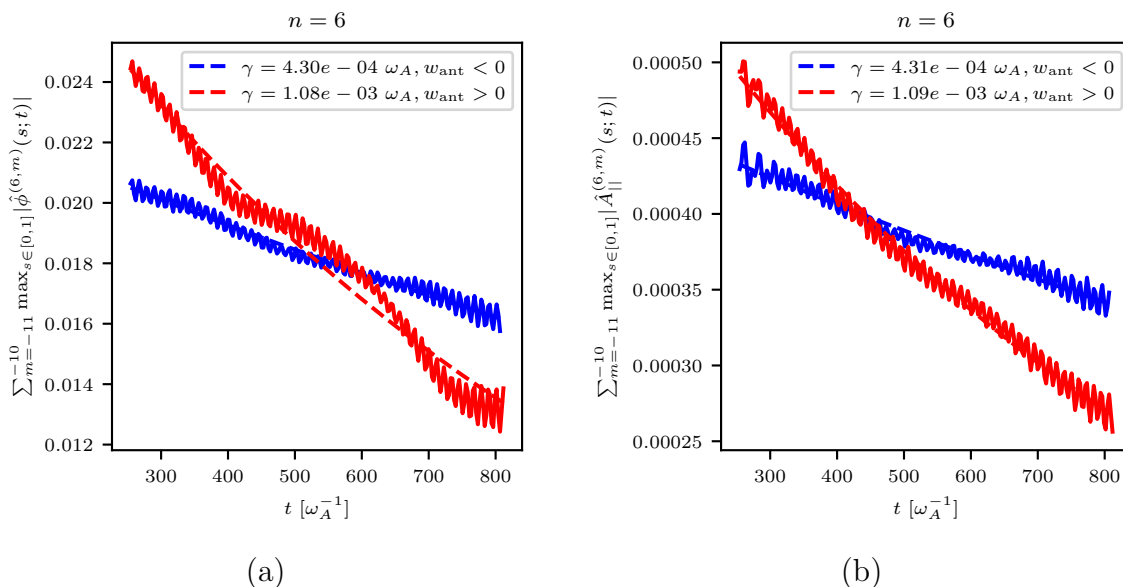 n = 6
γ = 4.30e − 04 ω_A, w_ant < 0
γ = 1.08e − 03 ω_A, w_ant > 0
∑_{m=−11}^{−10} max_{s∈[0,1]} |ϕ̂^{(6,m)}(s; t)|
0.024
0.022
0.020
0.018
0.016
0.014
0.012
300 400 500 600 700 800
t [ω_A^{−1}]
(a)
n = 6
γ = 4.31e − 04 ω_A, w_ant < 0
γ = 1.09e − 03 ω_A, w_ant > 0
∑_{m=−11}^{−10} max_{s∈[0,1]} |Â_{||}^{(6,m)}(s; t)|
0.00050
0.00045
0.00040
0.00035
0.00030
0.00025
300 400 500 600 700 800
t [ω_A^{−1}]
(b)